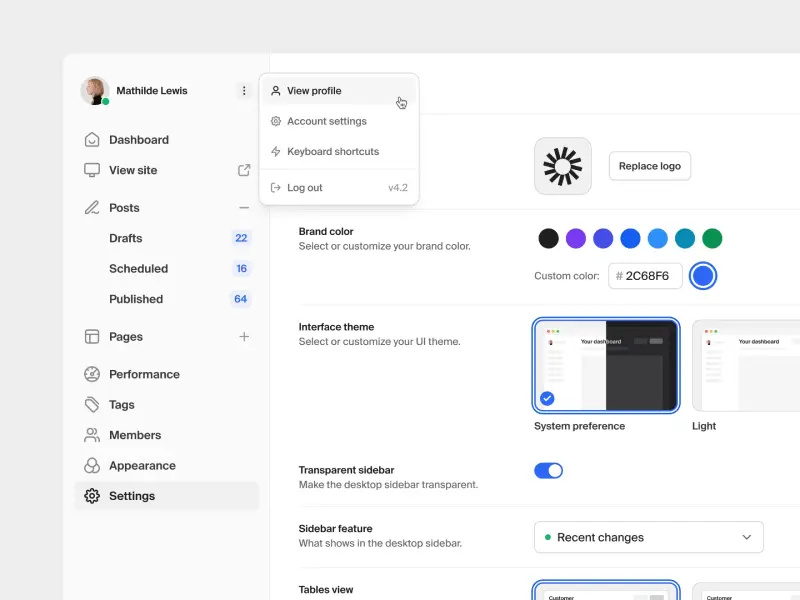 Mathilde Lewis
View profile
Account settings
Keyboard shortcuts
Log out
v4.2
Dashboard
View site
Posts
Drafts
22
Scheduled
16
Published
64
Pages
Performance
Tags
Members
Appearance
Settings
Replace logo
Brand color
Select or customize your brand color.
Custom color:
# 2C68F6
Interface theme
Select or customize your UI theme.
Your dashboard
Your dashboard
System preference
Light
Transparent sidebar
Make the desktop sidebar transparent.
Sidebar feature
What shows in the desktop sidebar.
Recent changes
Tables view
Customer
Customer